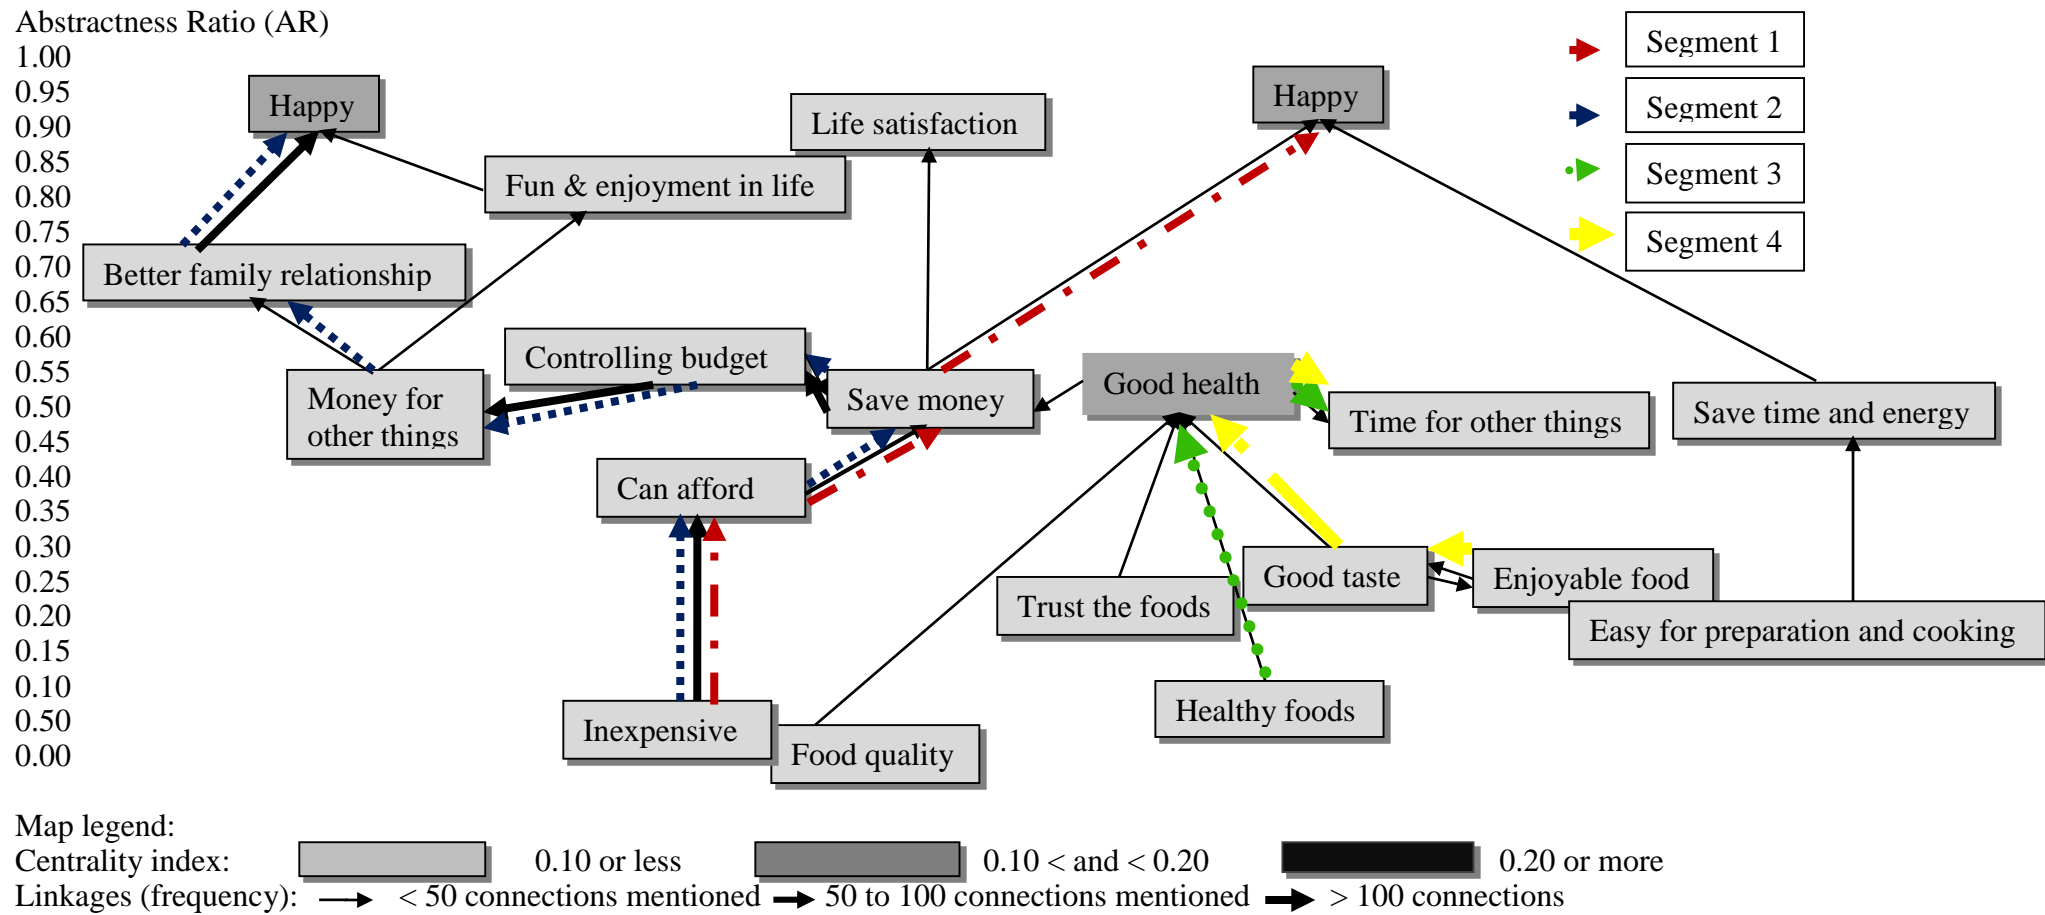 Abstractness Ratio (AR)
1.00
0.95
0.90
0.85
0.80
0.75
0.70
0.65
0.60
0.55
0.50
0.45
0.40
0.35
0.30
0.25
0.20
0.15
0.10
0.50
0.00
Segment 1
Segment 2
Segment 3
Segment 4
Happy
Life satisfaction
Happy
Fun & enjoyment in life
Better family relationship
Controlling budget
Money for
other things
Save money
Good health
Time for other things
Save time and energy
Can afford
Trust the foods
Good taste
Enjoyable food
Easy for preparation and cooking
Inexpensive
Food quality
Healthy foods
Map legend:
Centrality index: 0.10 or less 0.10 < and < 0.20 0.20 or more
Linkages (frequency): < 50 connections mentioned 50 to 100 connections mentioned > 100 connections